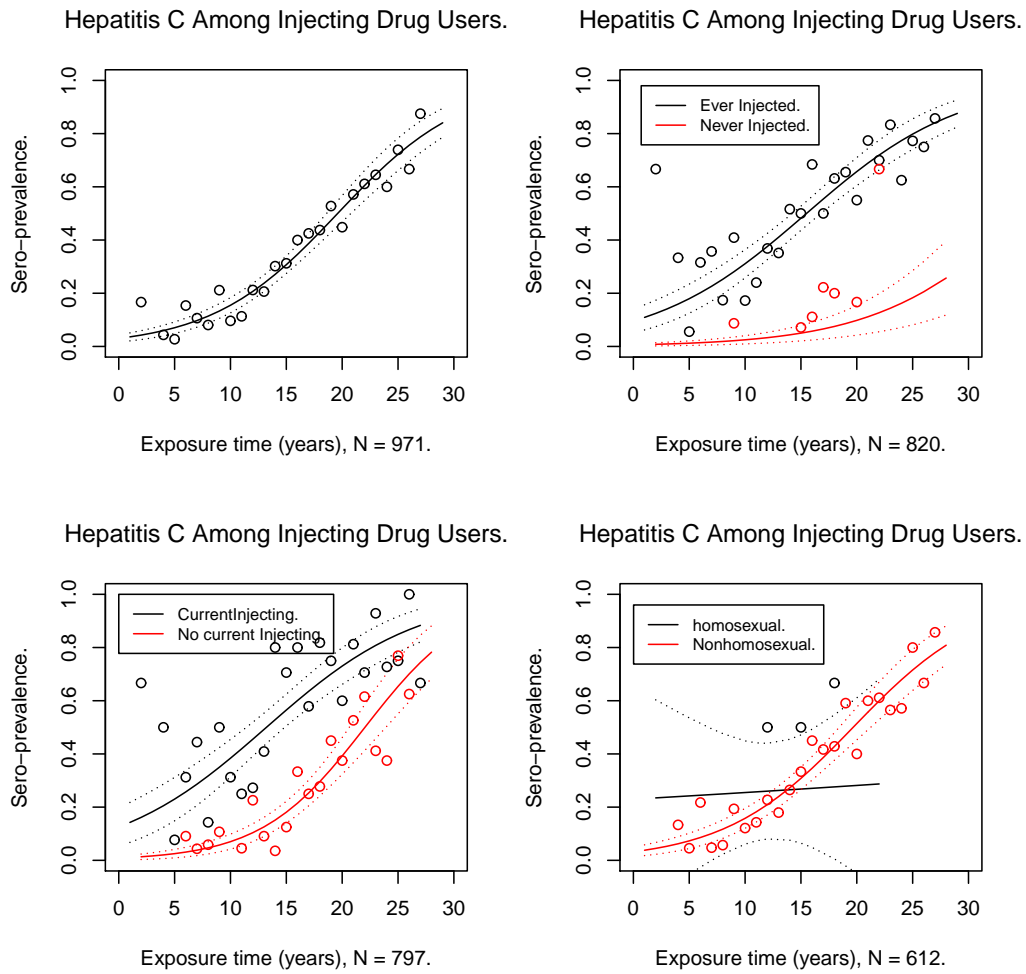 Hepatitis C Among Injecting Drug Users.
Sero−prevalence.
1.0
0.8
0.6
0.4
0.2
0.0
0 5 10 15 20 25 30
Exposure time (years), N = 971.
Hepatitis C Among Injecting Drug Users.
Sero−prevalence.
1.0
0.8
0.6
0.4
0.2
0.0
Ever Injected.
Never Injected.
0 5 10 15 20 25 30
Exposure time (years), N = 820.
Hepatitis C Among Injecting Drug Users.
Sero−prevalence.
1.0
0.8
0.6
0.4
0.2
0.0
CurrentInjecting.
No current Injecting.
0 5 10 15 20 25 30
Exposure time (years), N = 797.
Hepatitis C Among Injecting Drug Users.
Sero−prevalence.
1.0
0.8
0.6
0.4
0.2
0.0
homosexual.
Nonhomosexual.
0 5 10 15 20 25 30
Exposure time (years), N = 612.